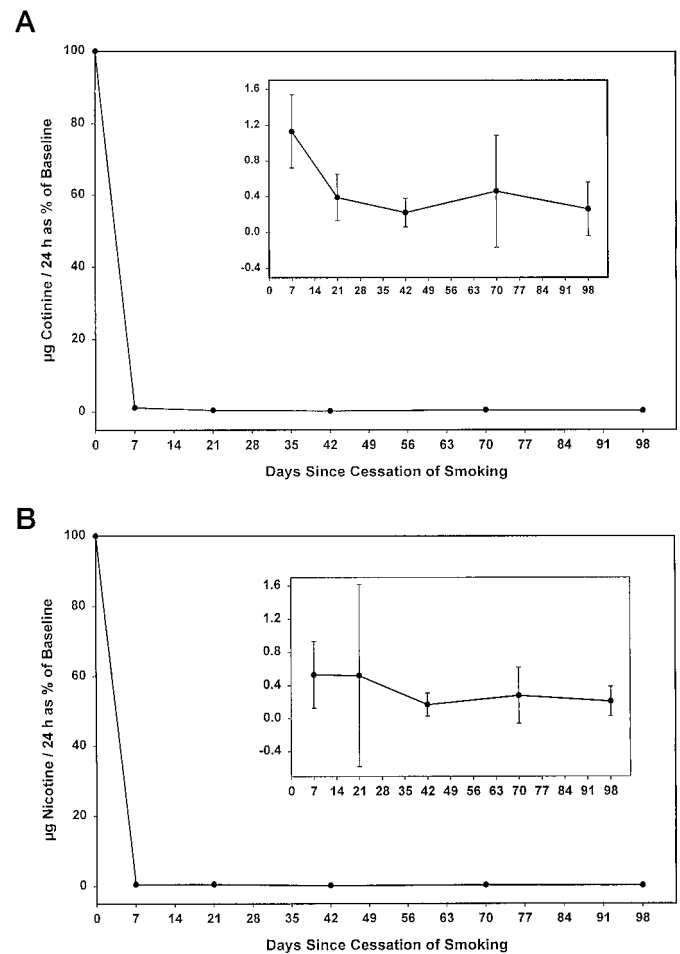 A
µg Cotinine / 24 h as % of Baseline
100
80
60
40
20
0
1.6
1.2
0.8
0.4
0.0
-0.4
0 7 14 21 28 35 42 49 56 63 70 77 84 91 98
0 7 14 21 28 35 42 49 56 63 70 77 84 91 98
Days Since Cessation of Smoking
B
µg Nicotine / 24 h as % of Baseline
100
80
60
40
20
0
1.6
1.2
0.8
0.4
0.0
-0.4
0 7 14 21 28 35 42 49 56 63 70 77 84 91 98
0 7 14 21 28 35 42 49 56 63 70 77 84 91 98
Days Since Cessation of Smoking